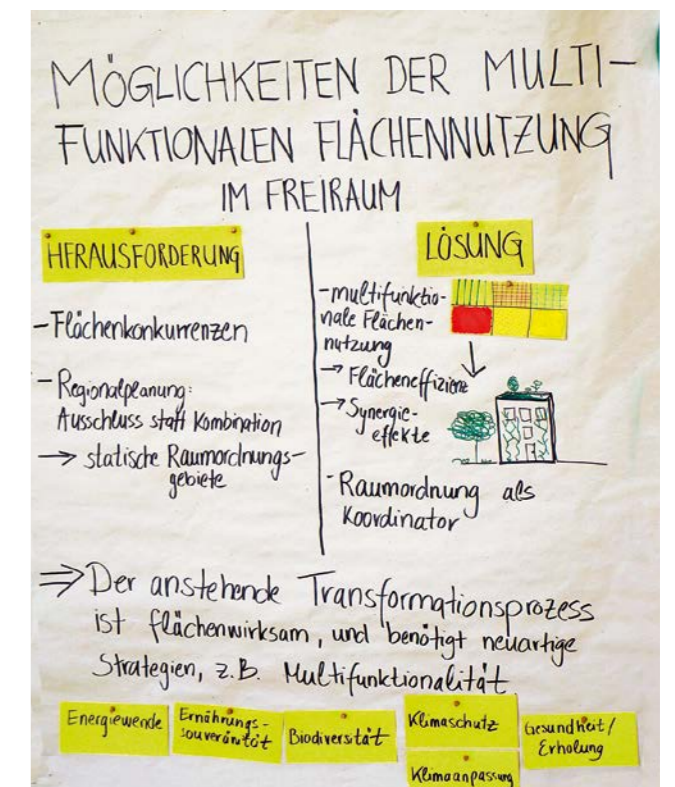 MÖGLICHKEITEN DER MULTI-
FUNKTIONALEN FLÄCHENNUTZUNG
IM FREIRAUM
HERAUSFORDERUNG
- Flächenkonkurrenzen
- Regionalplanung:
Ausschluss statt Kombination
→ statische Raumordnungs-
gebiete
LÖSUNG
- multifunktio-
nale Flächen-
nutzung
→ Flächeneffizienz
→ Synergie-
effekte
- Raumordnung als
Koordinator
⇒ Der anstehende Transformationsprozess
ist flächenwirksam, und benötigt neuartige
Strategien, z.B. Multifunktionalität
Energiewende
Ernährungs-
souveränität
Biodiversität
Klimaschutz
Klimaanpassung
Gesundheit/
Erholung